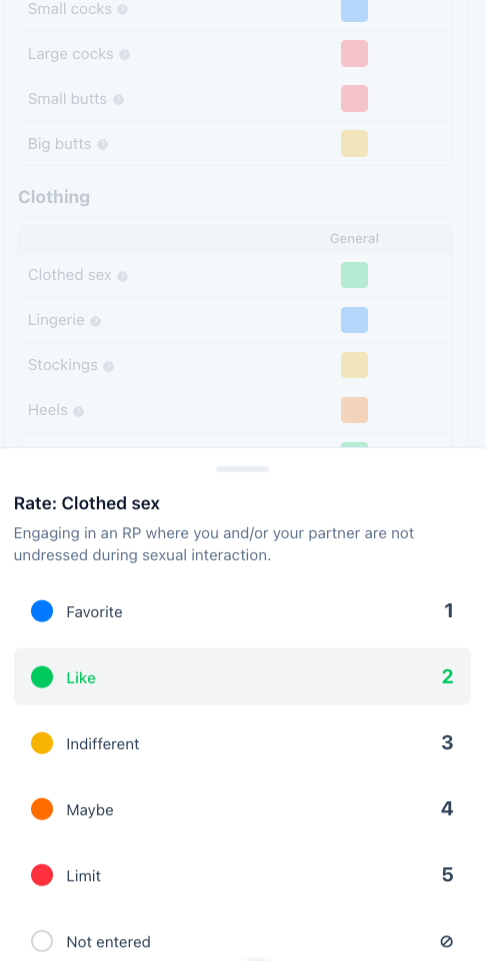 Small cocks
Large cocks
Small butts
Big butts
Clothing
General
Clothed sex
Lingerie
Stockings
Heels
Rate: Clothed sex
Engaging in an RP where you and/or your partner are not
undressed during sexual interaction.
Favorite 1
Like 2
Indifferent 3
Maybe 4
Limit 5
Not entered